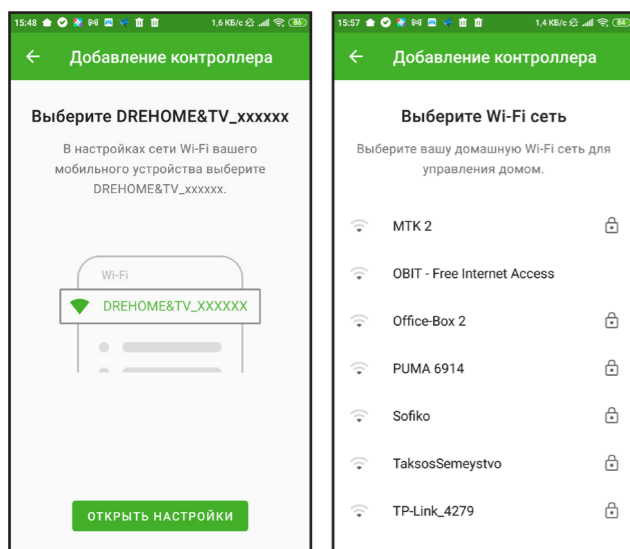 15:48
1,6 КБ/с
86
Добавление контроллера
Выберите DREHOME&TV_xxxxxx
В настройках сети Wi-Fi вашего
мобильного устройства выберите
DREHOME&TV_xxxxxx.
Wi-Fi
DREHOME&TV_XXXXXX
ОТКРЫТЬ НАСТРОЙКИ
15:57
1,4 КБ/с
84
Добавление контроллера
Выберите Wi-Fi сеть
Выберите вашу домашнюю Wi-Fi сеть для
управления домом.
МТК 2
OBIT - Free Internet Access
Office-Box 2
PUMA 6914
Sofiko
TaksosSemeystvo
TP-Link_4279